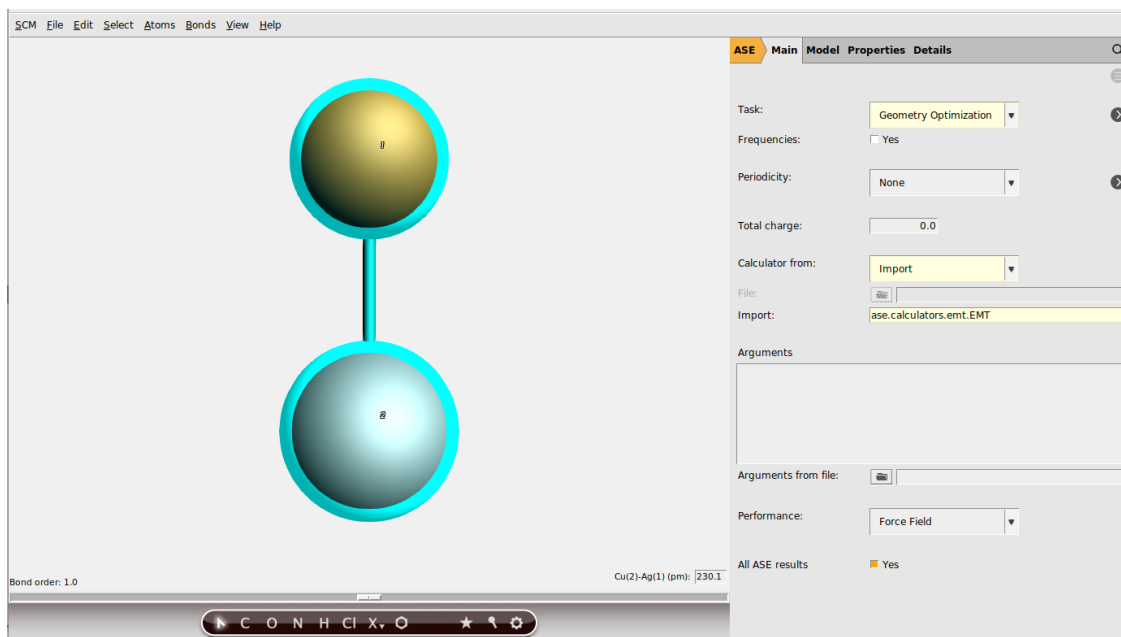 SCM File Edit Select Atoms Bonds View Help
ASE Main Model Properties Details
Task: Geometry Optimization
Frequencies: Yes
Periodicity: None
Total charge: 0.0
Calculator from: Import
File:
Import: ase.calculators.emt.EMT
Arguments
Arguments from file:
Performance: Force Field
All ASE results Yes
1
2
Bond order: 1.0
Cu(2)-Ag(1) (pm): 230.1
C O N H Cl X